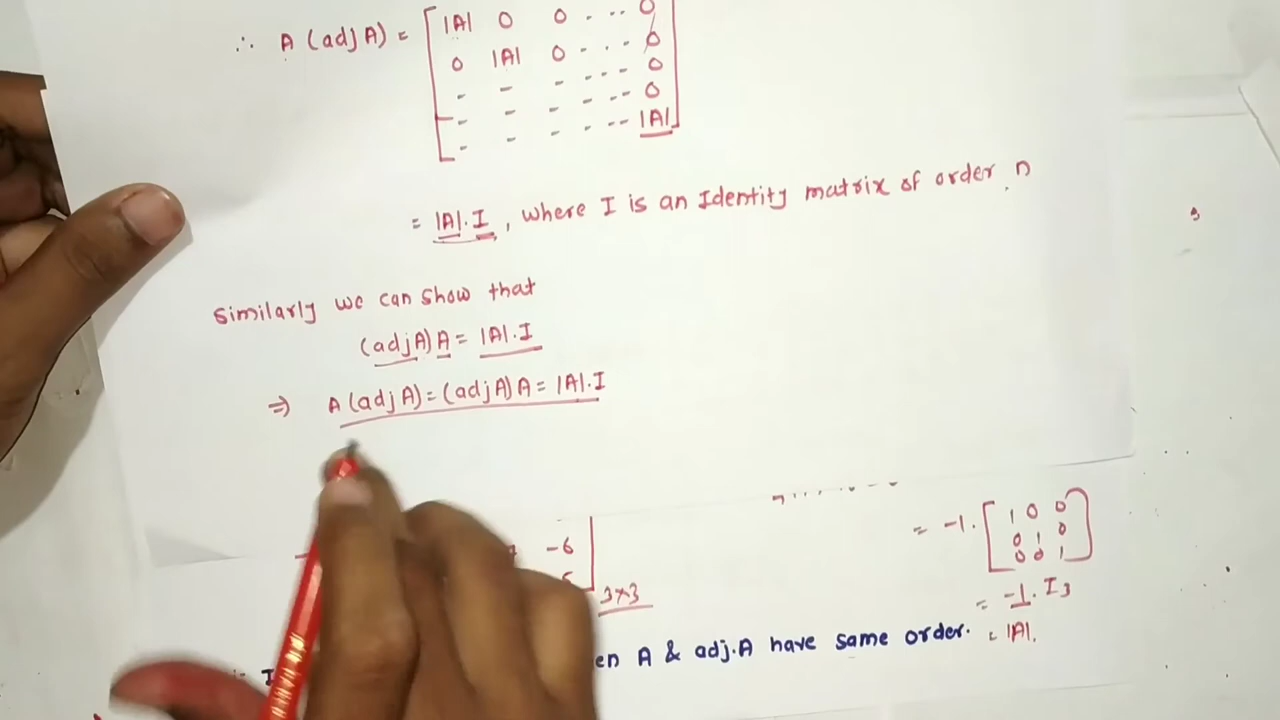 ∴ A (adj A) = [ |A| 0 0 - - - 0
0 |A| 0 - - - 0
- - - - - - 0
- - - - - - 0
- - - - - - |A| ]
= |A|. I , where I is an Identity matrix of order n
Similarly we can show that
(adj A) A = |A|. I
⇒ A (adj A) = (adj A) A = |A|. I
-6
3×3
= -1. [ 1 0 0
0 1 0
0 0 1 ]
= -1. I3
= |A|.
en A & adj.A have same order.